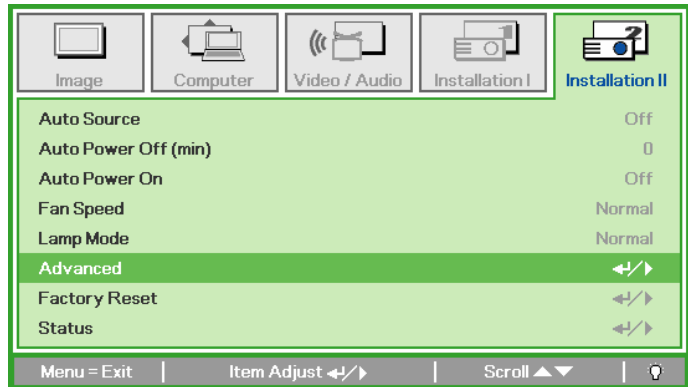 Image Computer Video / Audio Installation I Installation II
Auto Source Off
Auto Power Off (min) 0
Auto Power On Off
Fan Speed Normal
Lamp Mode Normal
Advanced
Factory Reset
Status
Menu = Exit Item Adjust Scroll